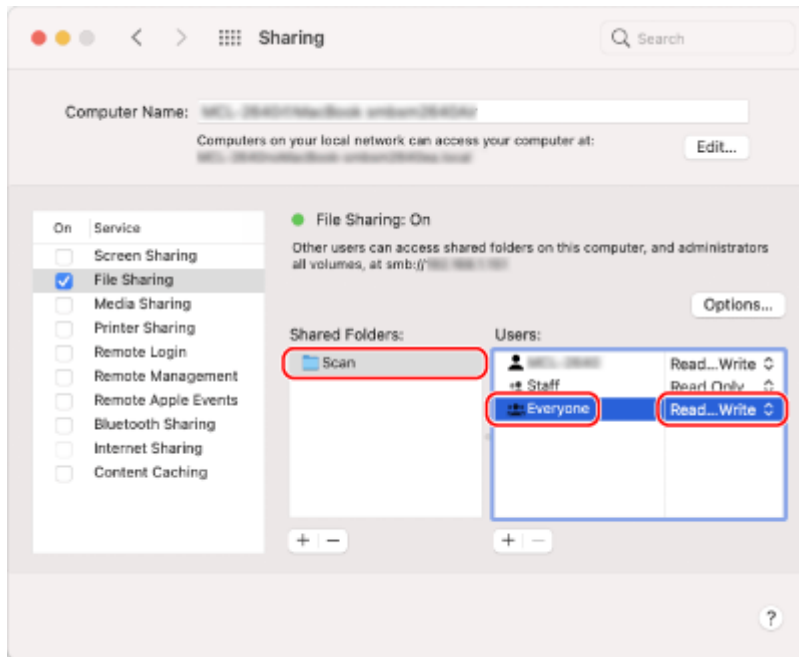 Sharing
Search
Computer Name:
Computers on your local network can access your computer at:
Edit...
On Service
Screen Sharing
File Sharing
Media Sharing
Printer Sharing
Remote Login
Remote Management
Remote Apple Events
Bluetooth Sharing
Internet Sharing
Content Caching
File Sharing: On
Other users can access shared folders on this computer, and administrators
all volumes, at smb://
Options...
Shared Folders:
Scan
+ −
Users:
Read...Write
Staff Read Only
Everyone Read...Write
+ −
?